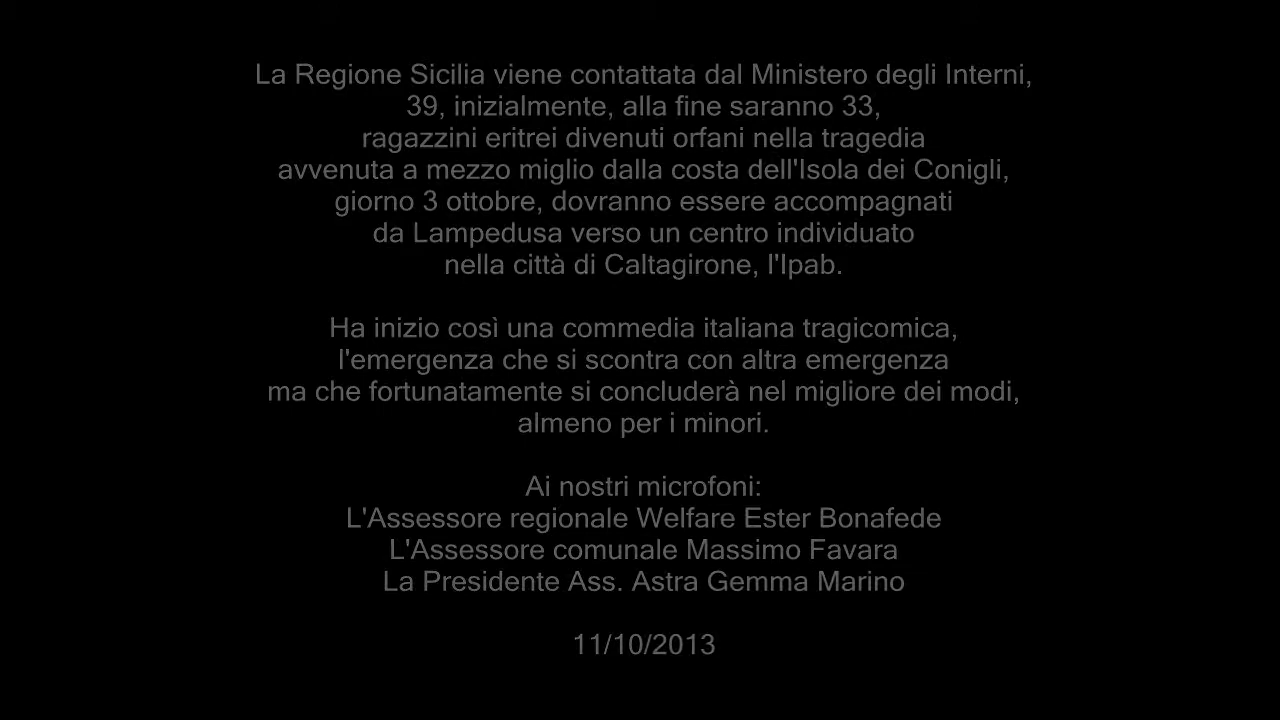 La Regione Sicilia viene contattata dal Ministero degli Interni,
39, inizialmente, alla fine saranno 33,
ragazzini eritrei divenuti orfani nella tragedia
avvenuta a mezzo miglio dalla costa dell'Isola dei Conigli,
giorno 3 ottobre, dovranno essere accompagnati
da Lampedusa verso un centro individuato
nella città di Caltagirone, l'Ipab.
Ha inizio così una commedia italiana tragicomica,
l'emergenza che si scontra con altra emergenza
ma che fortunatamente si concluderà nel migliore dei modi,
almeno per i minori.
Ai nostri microfoni:
L'Assessore regionale Welfare Ester Bonafede
L'Assessore comunale Massimo Favara
La Presidente Ass. Astra Gemma Marino
11/10/2013